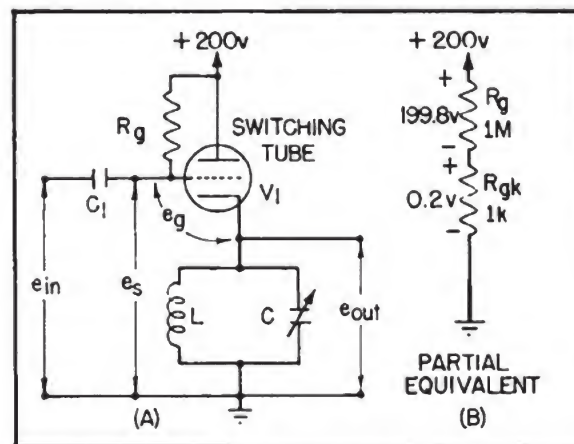 +200v
Rg
SWITCHING
TUBE
V1
C1
eg
ein
es
L
C
eout
(A)
+200v
+
199.8v
Rg
1M
−
+
0.2v
Rgk
1k
−
PARTIAL
EQUIVALENT
(B)